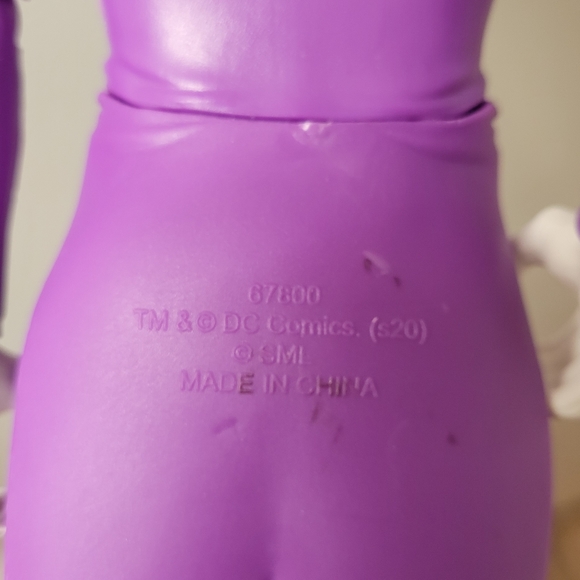 67800
TM & © DC Comics. (s20)
© SML
MADE IN CHINA